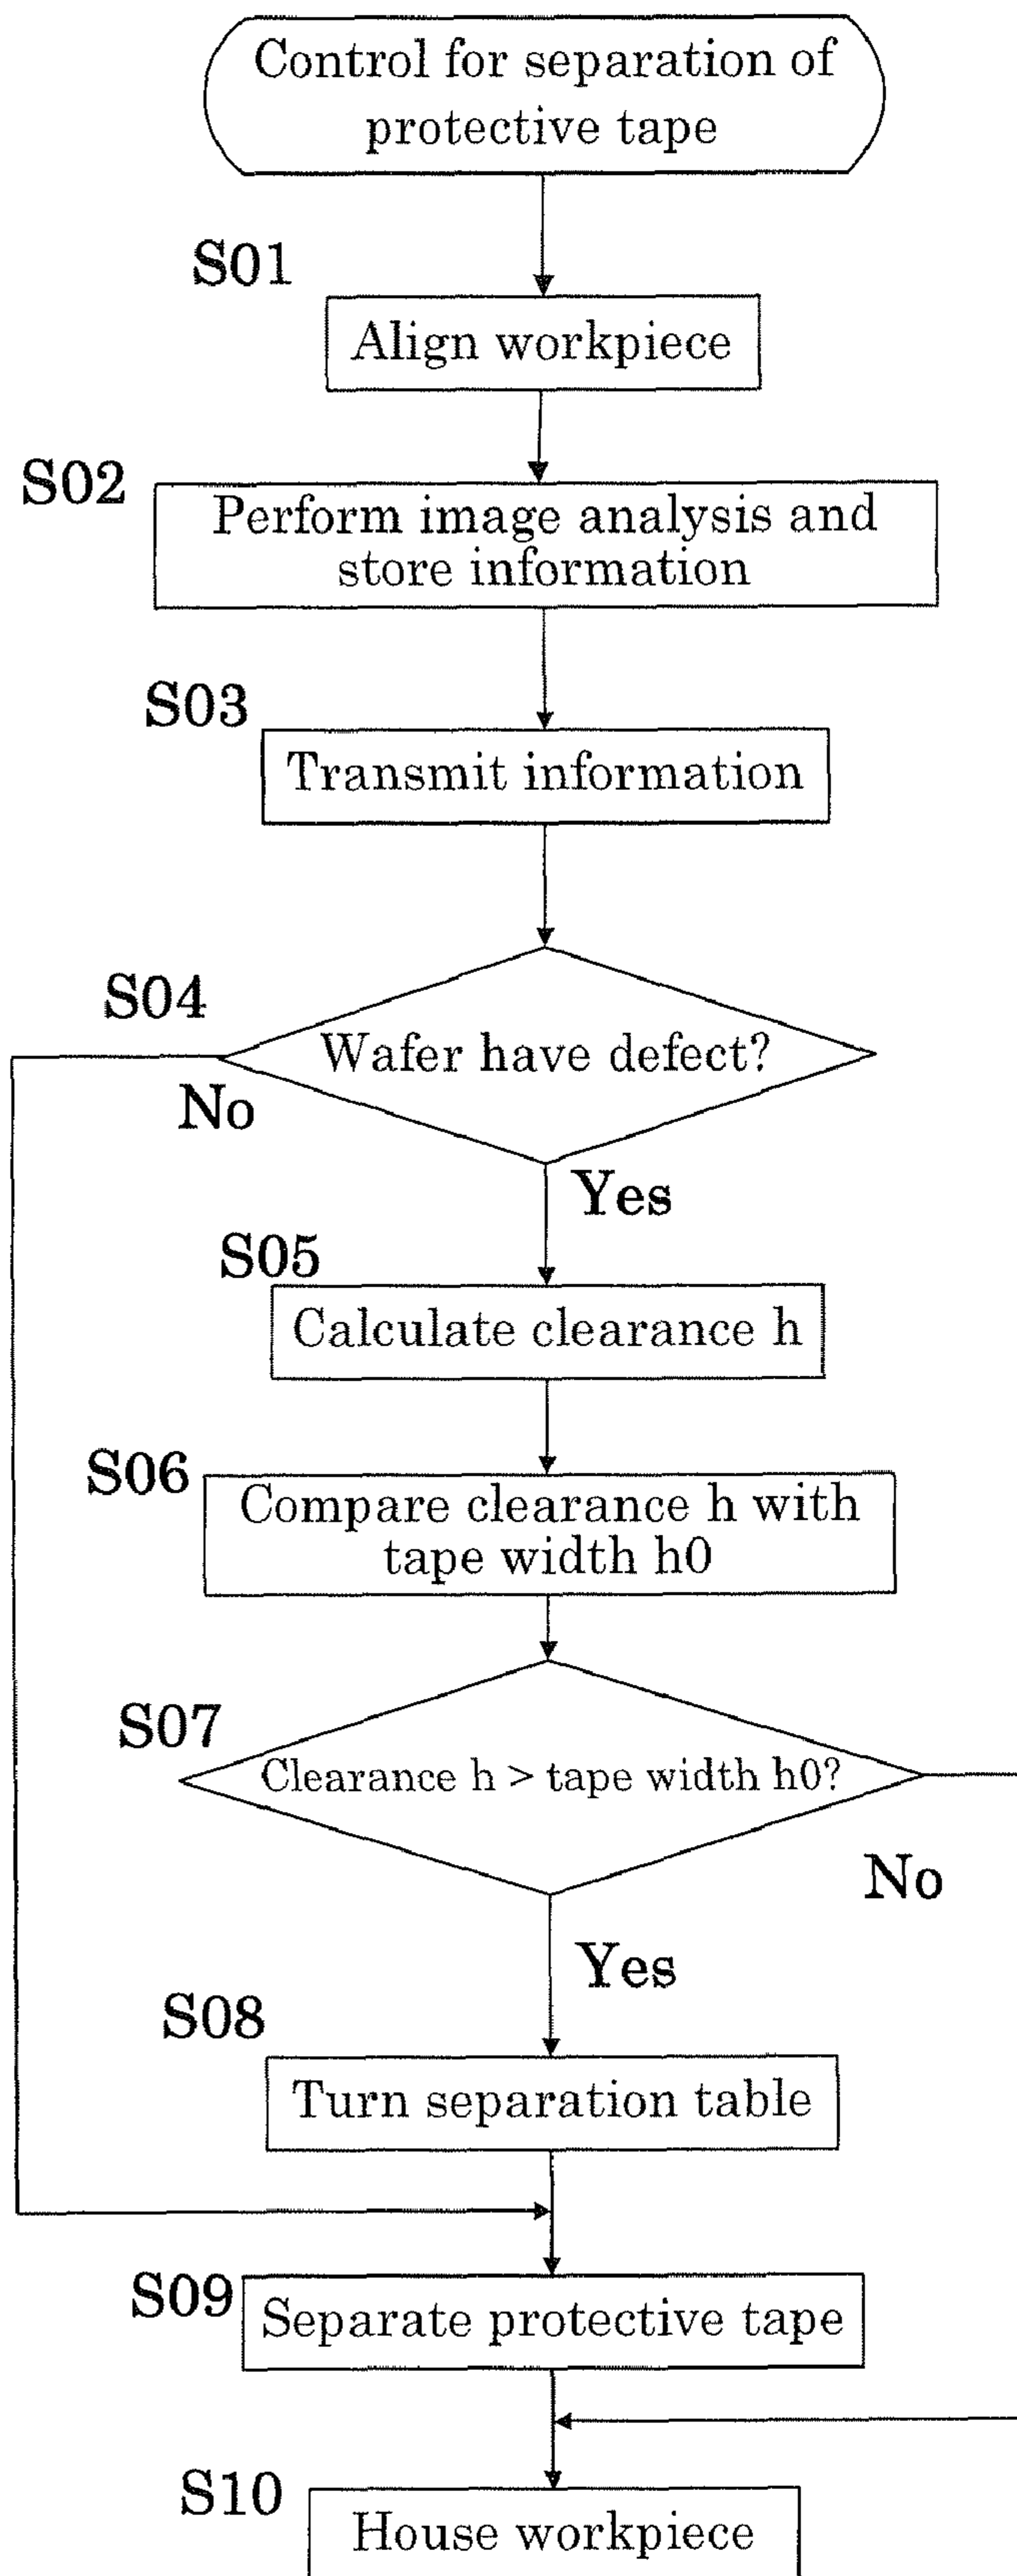 Control for separation of
protective tape
S01
Align workpiece
S02
Perform image analysis and
store information
S03
Transmit information
S04
Wafer have defect?
No
Yes
S05
Calculate clearance h
S06
Compare clearance h with
tape width h0
S07
Clearance h > tape width h0?
No
Yes
S08
Turn separation table
S09
Separate protective tape
S10
House workpiece